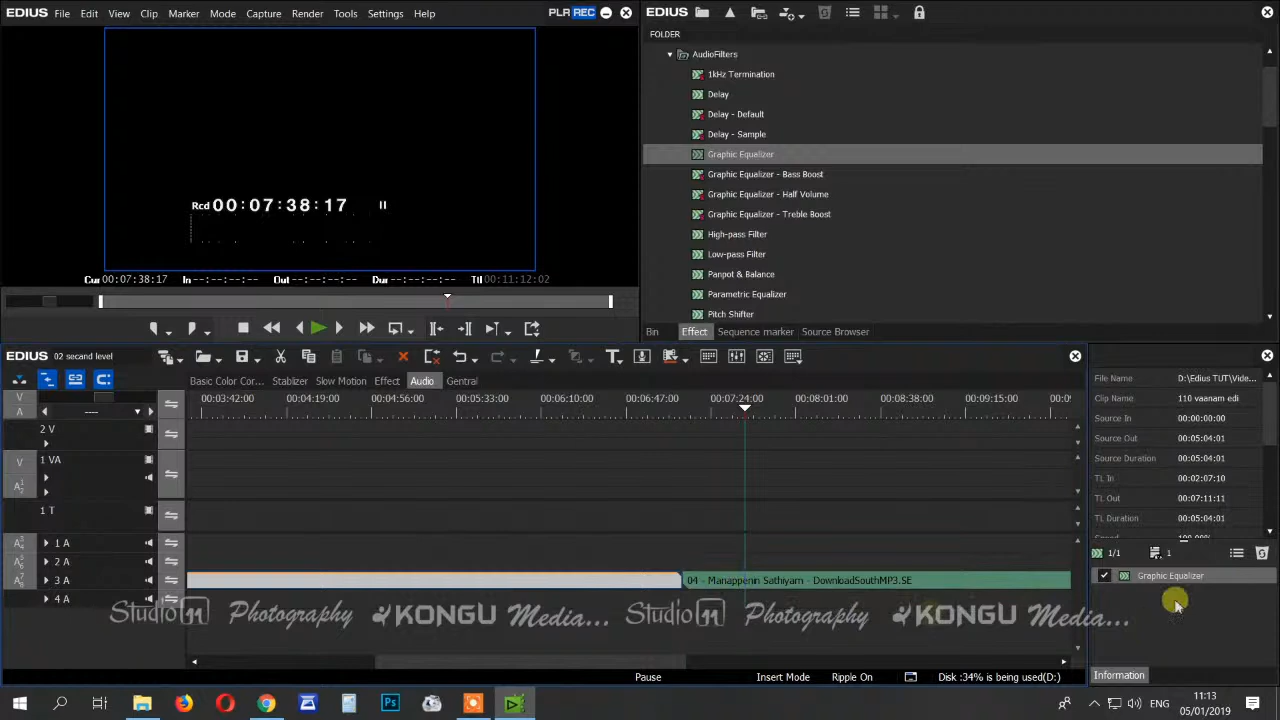 EDIUS File Edit View Clip Marker Mode Capture Render Tools Settings Help PLR REC
Rcd 00:07:38:17 II
Cur 00:07:38:17 In --:--:--:-- Out --:--:--:-- Dur --:--:--:-- Ttl 00:11:12:02
EDIUS
FOLDER
AudioFilters
1kHz Termination
Delay
Delay - Default
Delay - Sample
Graphic Equalizer
Graphic Equalizer - Bass Boost
Graphic Equalizer - Half Volume
Graphic Equalizer - Treble Boost
High-pass Filter
Low-pass Filter
Panpot & Balance
Parametric Equalizer
Pitch Shifter
Bin Effect Sequence marker Source Browser
EDIUS 02 second level
Basic Color Cor... Stablizer Slow Motion Effect Audio Gentral
V
A ----
00:03:42:00 00:04:19:00 00:04:56:00 00:05:33:00 00:06:10:00 00:06:47:00 00:07:24:00 00:08:01:00 00:08:38:00 00:09:15:00
2 V
V 1 VA
A
1 T
1 A
2 A
3 A 04 - Manappenin Sathiyam - DownloadSouthMP3.SE
4 A
Studio 11 Photography KONGU Media... Studio 11 Photography KONGU Media...
Pause Insert Mode Ripple On Disk :34% is being used(D:)
File Name D:\Edius TUT\Vide...
Clip Name 110 vaanam edi
Source In 00:00:00:00
Source Out 00:05:04:01
Source Duration 00:05:04:01
TL In 00:02:07:10
TL Out 00:07:11:11
TL Duration 00:05:04:01
Speed 100.00%
1/1 1
Graphic Equalizer
Information
Ps
ENG
11:13
05/01/2019